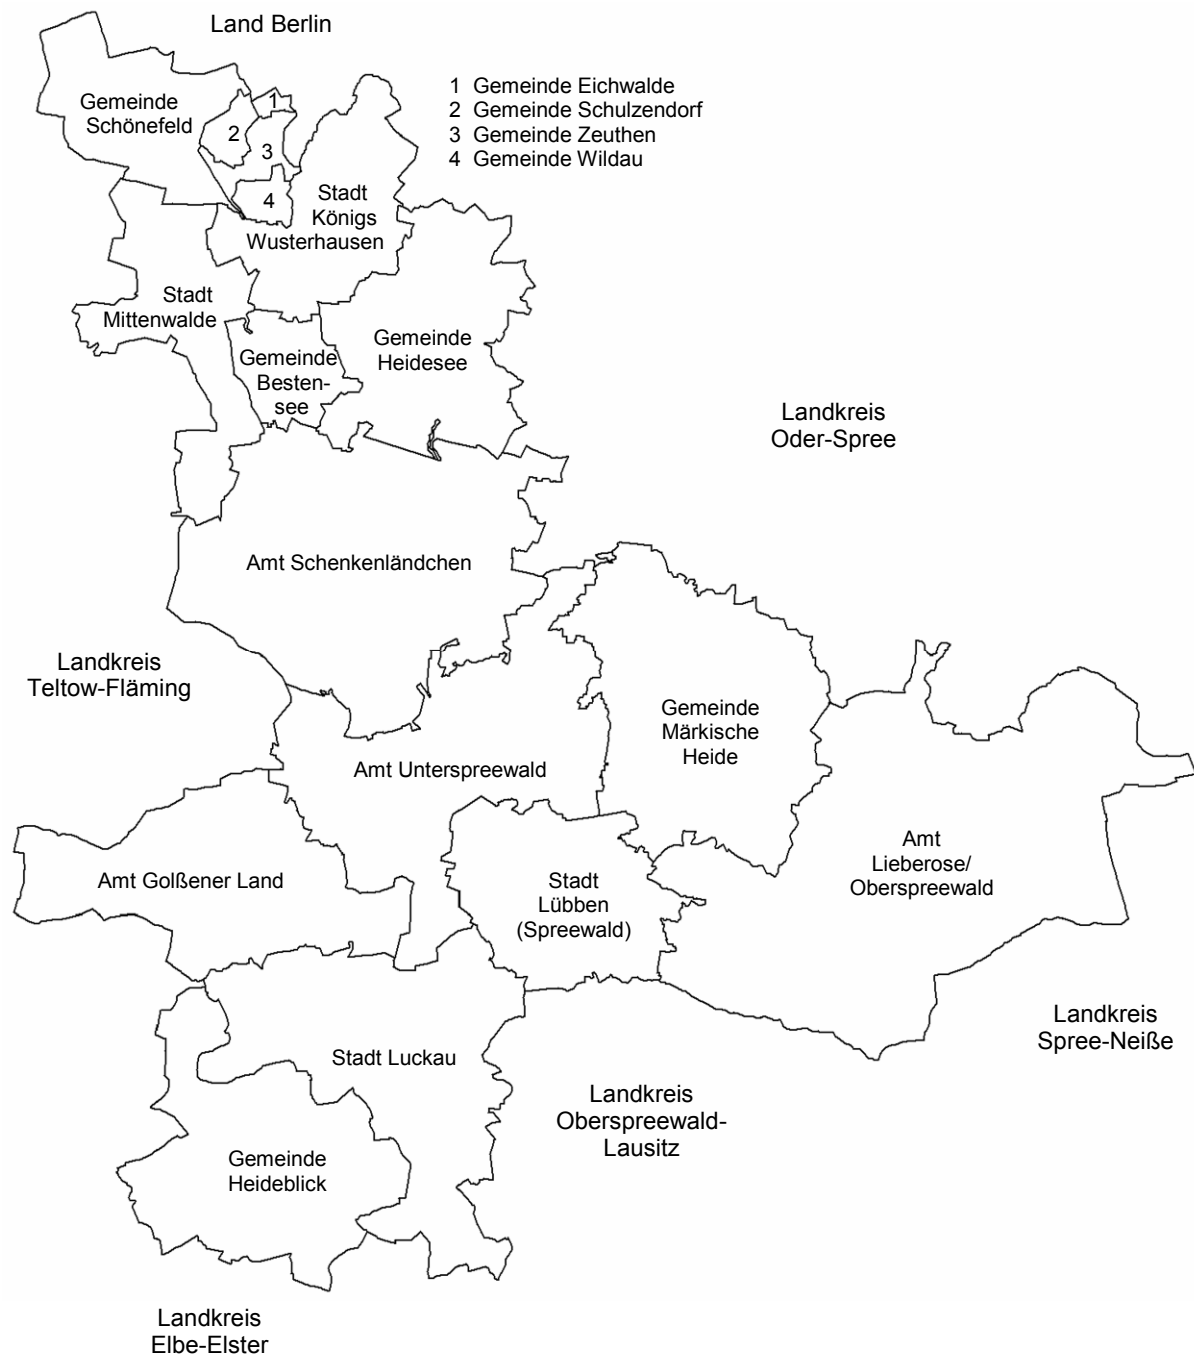 Land Berlin
1 Gemeinde Eichwalde
2 Gemeinde Schulzendorf
3 Gemeinde Zeuthen
4 Gemeinde Wildau
Gemeinde
Schönefeld
1
2
3
4
Stadt
Königs
Wusterhausen
Stadt
Mittenwalde
Gemeinde
Heidesee
Gemeinde
Besten-
see
Landkreis
Oder-Spree
Amt Schenkenländchen
Landkreis
Teltow-Fläming
Gemeinde
Märkische
Heide
Amt Unterspreewald
Amt
Lieberose/
Oberspreewald
Amt Golßener Land
Stadt
Lübben
(Spreewald)
Landkreis
Spree-Neiße
Stadt Luckau
Landkreis
Oberspreewald-
Lausitz
Gemeinde
Heideblick
Landkreis
Elbe-Elster